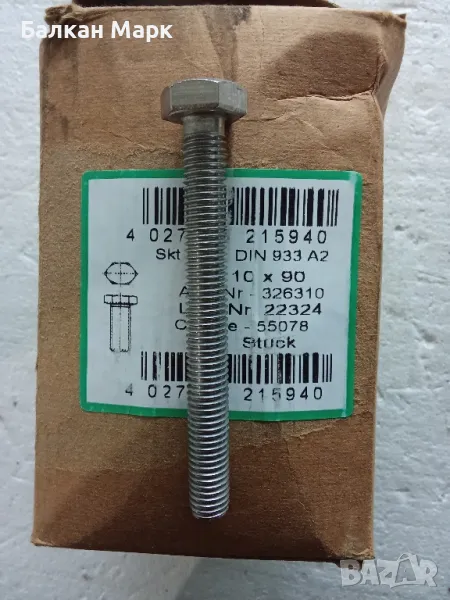 Балкан Марк
4 027 215940
Skt DIN 933 A2
10 x 90
Nr - 326310
Nr. 22324
C e - 55078
Stück
4 027 215940
BAZAR